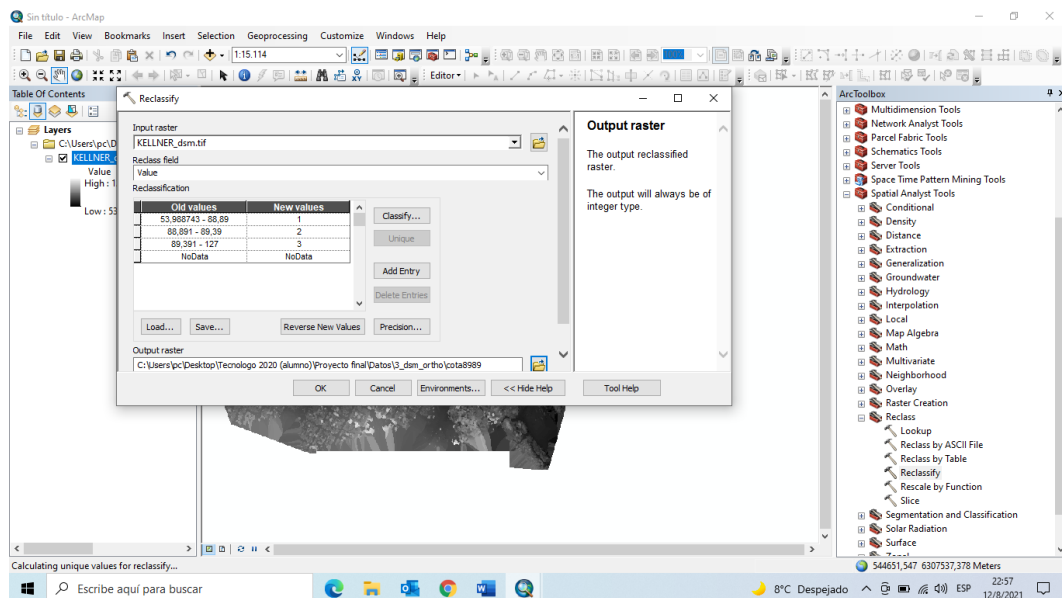 Sin título - ArcMap
File Edit View Bookmarks Insert Selection Geoprocessing Customize Windows Help
1:15.114
Editor
Table Of Contents
Layers
C:\Users\pc\D
KELLNER_
Value
High : 1
Low : 53
Reclassify
Input raster
KELLNER_dsm.tif
Reclass field
Value
Reclassification
Old values New values
53,988743 - 88,89 1
88,891 - 89,39 2
89,391 - 127 3
NoData NoData
Classify...
Unique
Add Entry
Delete Entries
Load... Save... Reverse New Values Precision...
Output raster
C:\Users\pc\Desktop\Tecnologo 2020 (alumno)\Proyecto final\Datos\3_dsm_ortho\cota8989
OK Cancel Environments... << Hide Help Tool Help
Output raster
The output reclassified
raster.
The output will always be of
integer type.
ArcToolbox
Multidimension Tools
Network Analyst Tools
Parcel Fabric Tools
Schematics Tools
Server Tools
Space Time Pattern Mining Tools
Spatial Analyst Tools
Conditional
Density
Distance
Extraction
Generalization
Groundwater
Hydrology
Interpolation
Local
Map Algebra
Math
Multivariate
Neighborhood
Overlay
Raster Creation
Reclass
Lookup
Reclass by ASCII File
Reclass by Table
Reclassify
Rescale by Function
Slice
Segmentation and Classification
Solar Radiation
Surface
Calculating unique values for reclassify...
544651,547 6307537,378 Meters
Escribe aquí para buscar
8°C Despejado
ESP
22:57
12/8/2021